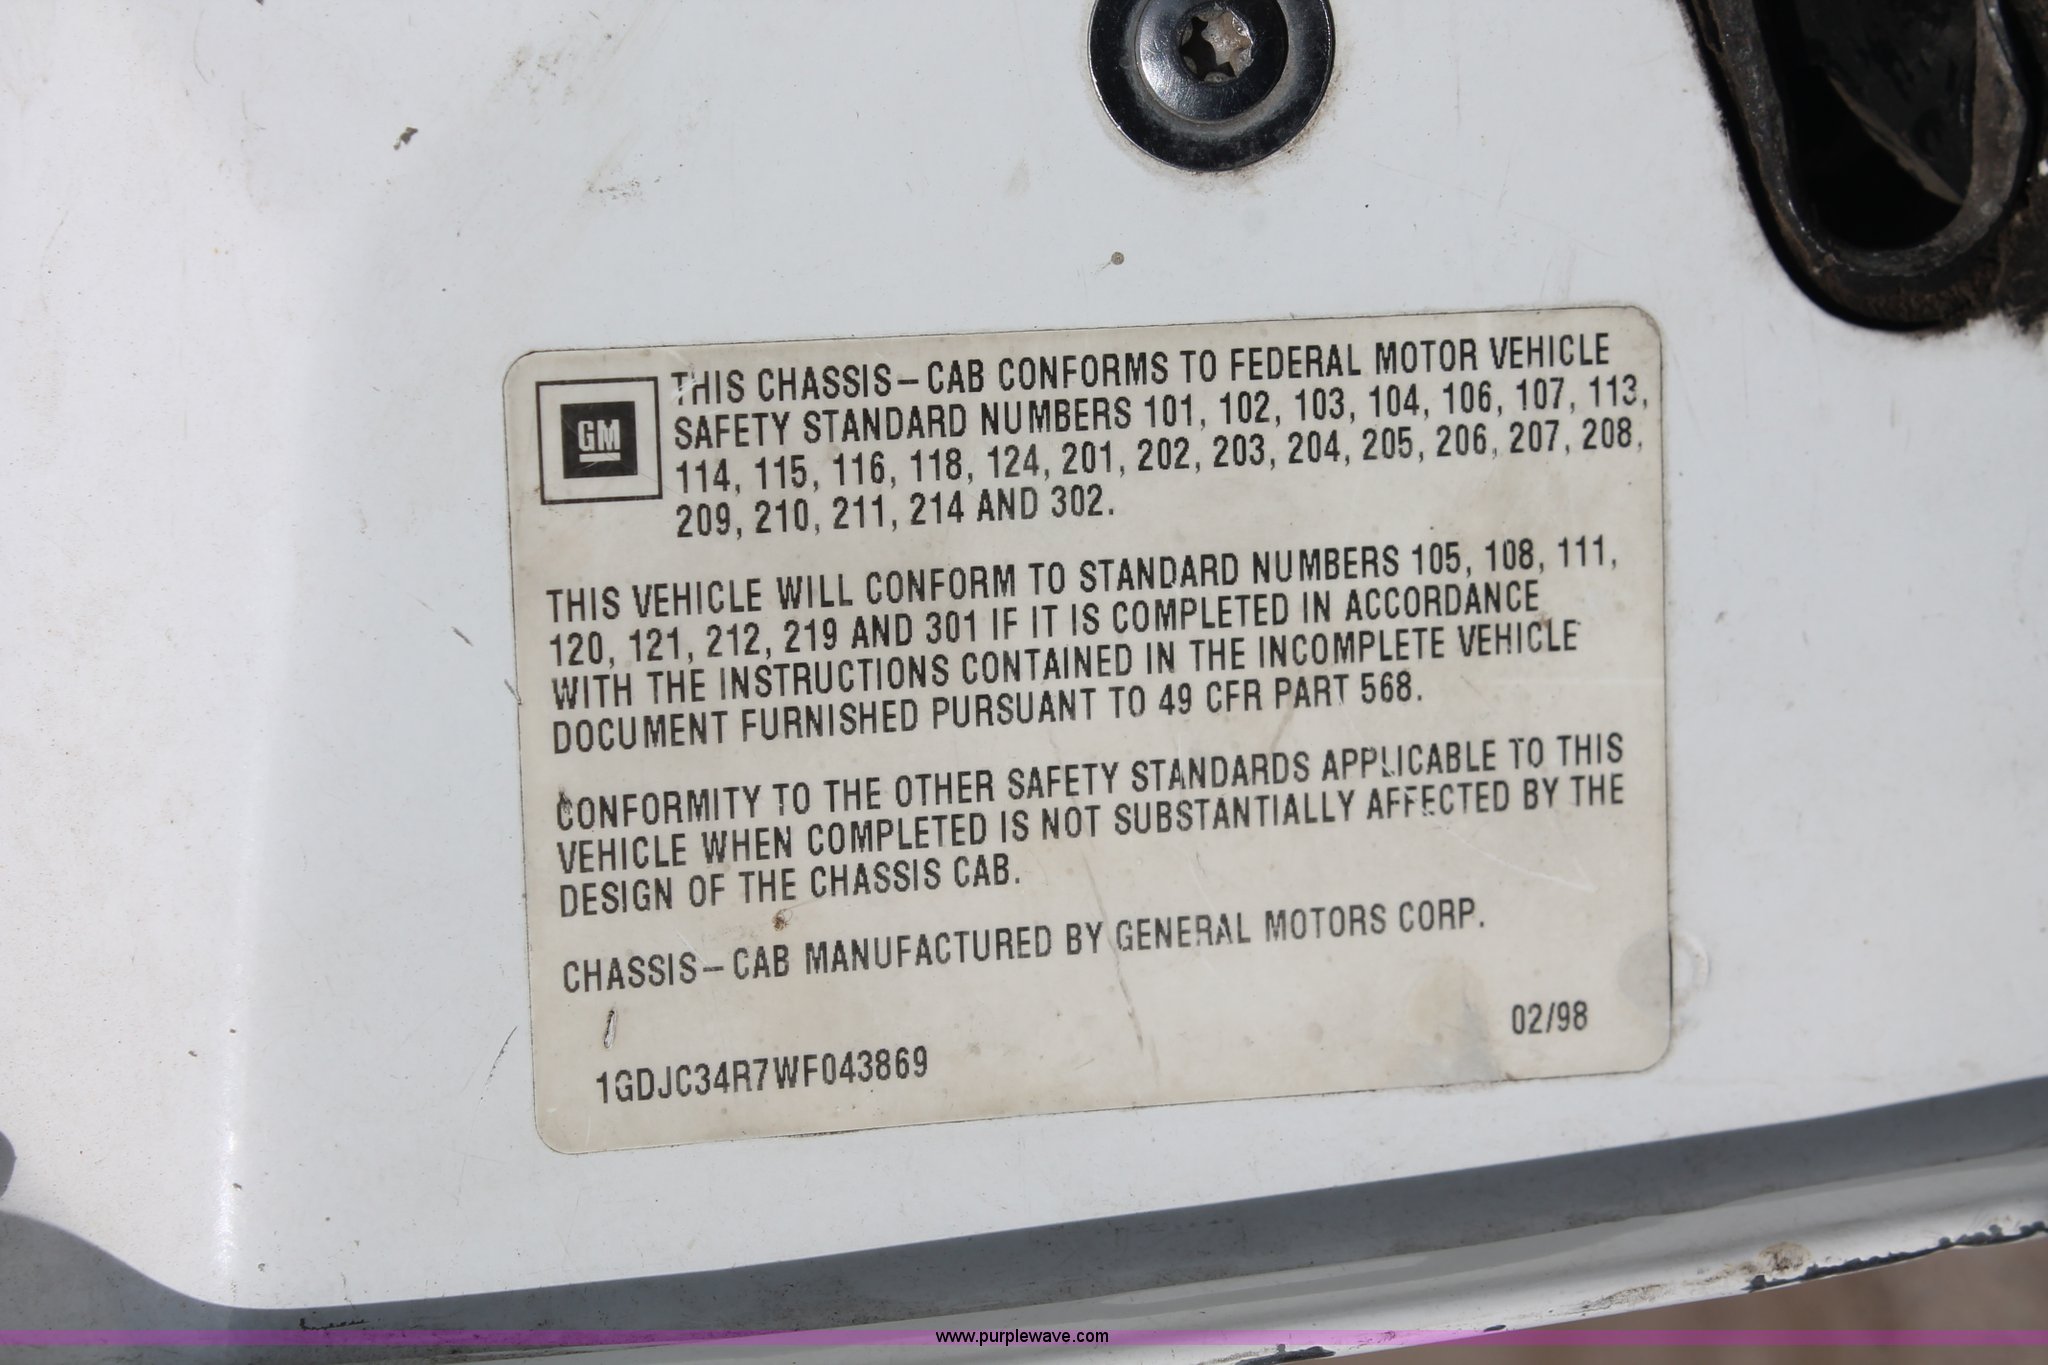 GM
THIS CHASSIS-CAB CONFORMS TO FEDERAL MOTOR VEHICLE
SAFETY STANDARD NUMBERS 101, 102, 103, 104, 106, 107, 113,
114, 115, 116, 118, 124, 201, 202, 203, 204, 205, 206, 207, 208,
209, 210, 211, 214 AND 302.
THIS VEHICLE WILL CONFORM TO STANDARD NUMBERS 105, 108, 111,
120, 121, 212, 219 AND 301 IF IT IS COMPLETED IN ACCORDANCE
WITH THE INSTRUCTIONS CONTAINED IN THE INCOMPLETE VEHICLE
DOCUMENT FURNISHED PURSUANT TO 49 CFR PART 568.
CONFORMITY TO THE OTHER SAFETY STANDARDS APPLICABLE TO THIS
VEHICLE WHEN COMPLETED IS NOT SUBSTANTIALLY AFFECTED BY THE
DESIGN OF THE CHASSIS CAB.
CHASSIS-CAB MANUFACTURED BY GENERAL MOTORS CORP.
02/98
1GDJC34R7WF043869
www.purplewave.com